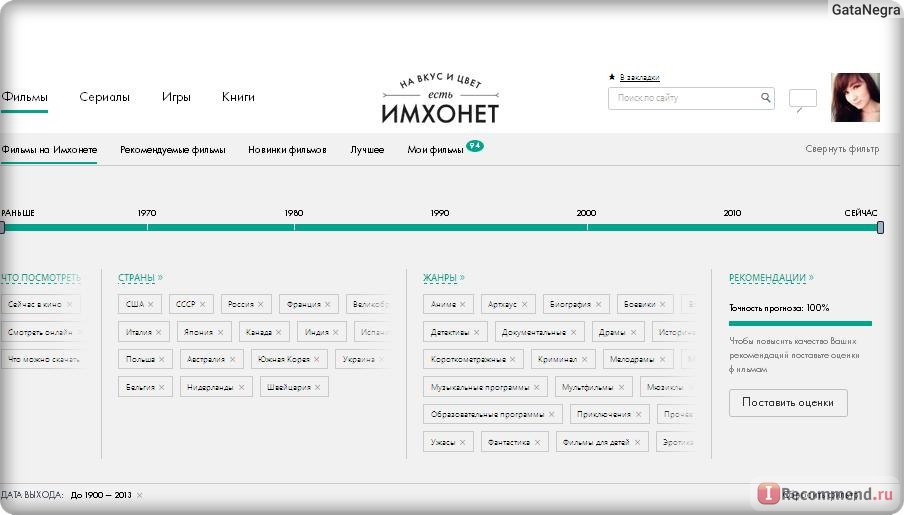 GataNegra
НА ВКУС И ЦВЕТ
есть
ИМХОНЕТ
Фильмы Сериалы Игры Книги
В закладки
Поиск по сайту
Фильмы на Имхонете Рекомендуемые фильмы Новинки фильмов Лучшее Мои фильмы 94 Свернуть фильтр
РАНЬШЕ 1970 1980 1990 2000 2010 СЕЙЧАС
ЧТО ПОСМОТРЕТЬ
Сейчас в кино ×
Смотреть онлайн
Что можно скачать
СТРАНЫ »
США × СССР × Россия × Франция × Великобр
Италия × Япония × Канада × Индия × Испани
Польша × Австралия × Южная Корея × Украина ×
Бельгия × Нидерланды × Швейцария ×
ЖАНРЫ »
Аниме × Артхаус × Биография × Боевики ×
Детективы × Документальные × Драмы × Историче
Короткометражные × Криминал × Мелодрамы ×
Музыкальные программы × Мультфильмы × Мюзиклы
Образовательные программы × Приключения × Прочее
Ужасы × Фантастика × Фильмы для детей × Эротика
РЕКОМЕНДАЦИИ »
Точность прогноза: 100%
Чтобы повысить качество Ваших
рекомендаций поставьте оценки
фильмам
Поставить оценки
ДАТА ВЫХОДА: До 1900 — 2013 ×
IRecommend.ru